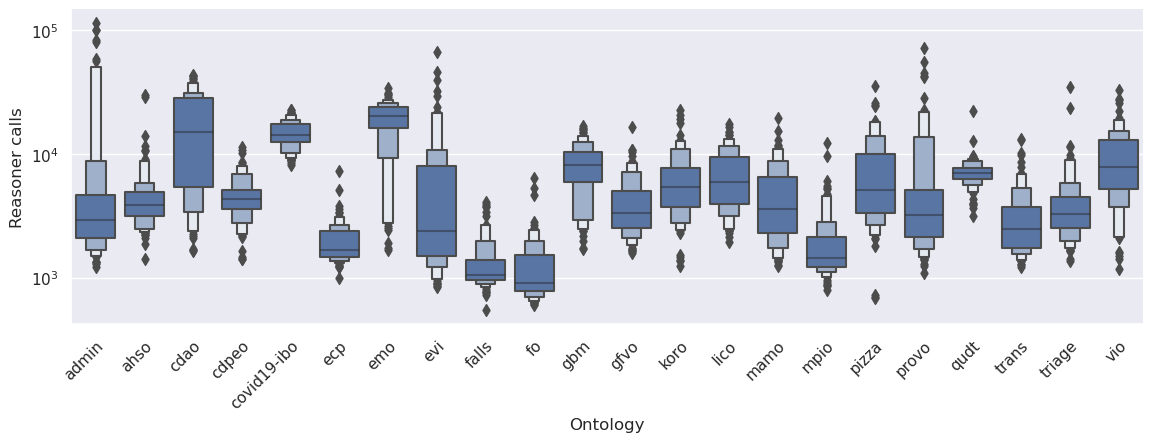 Reasoner calls
10^5
10^4
10^3
admin
ahso
cdao
cdpeo
covid19-ibo
ecp
emo
evi
falls
fo
gbm
gfvo
koro
lico
mamo
mpio
pizza
provo
qudt
trans
triage
vio
Ontology